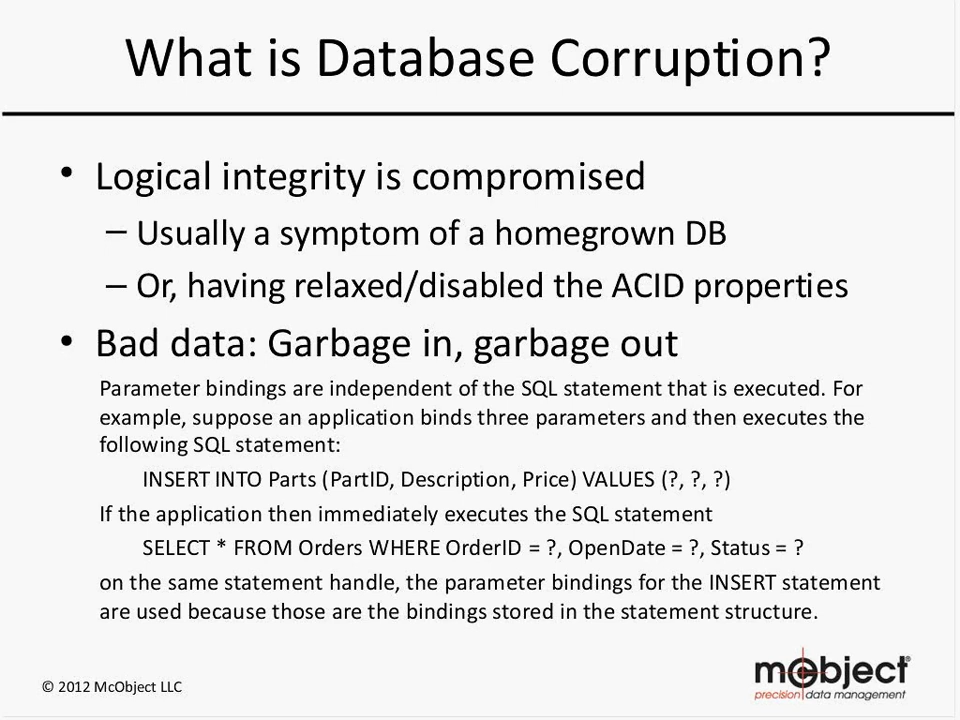 What is Database Corruption?
• Logical integrity is compromised
– Usually a symptom of a homegrown DB
– Or, having relaxed/disabled the ACID properties
• Bad data: Garbage in, garbage out
Parameter bindings are independent of the SQL statement that is executed. For
example, suppose an application binds three parameters and then executes the
following SQL statement:
INSERT INTO Parts (PartID, Description, Price) VALUES (?, ?, ?)
If the application then immediately executes the SQL statement
SELECT * FROM Orders WHERE OrderID = ?, OpenDate = ?, Status = ?
on the same statement handle, the parameter bindings for the INSERT statement
are used because those are the bindings stored in the statement structure.
© 2012 McObject LLC
mcobject®
precision data management